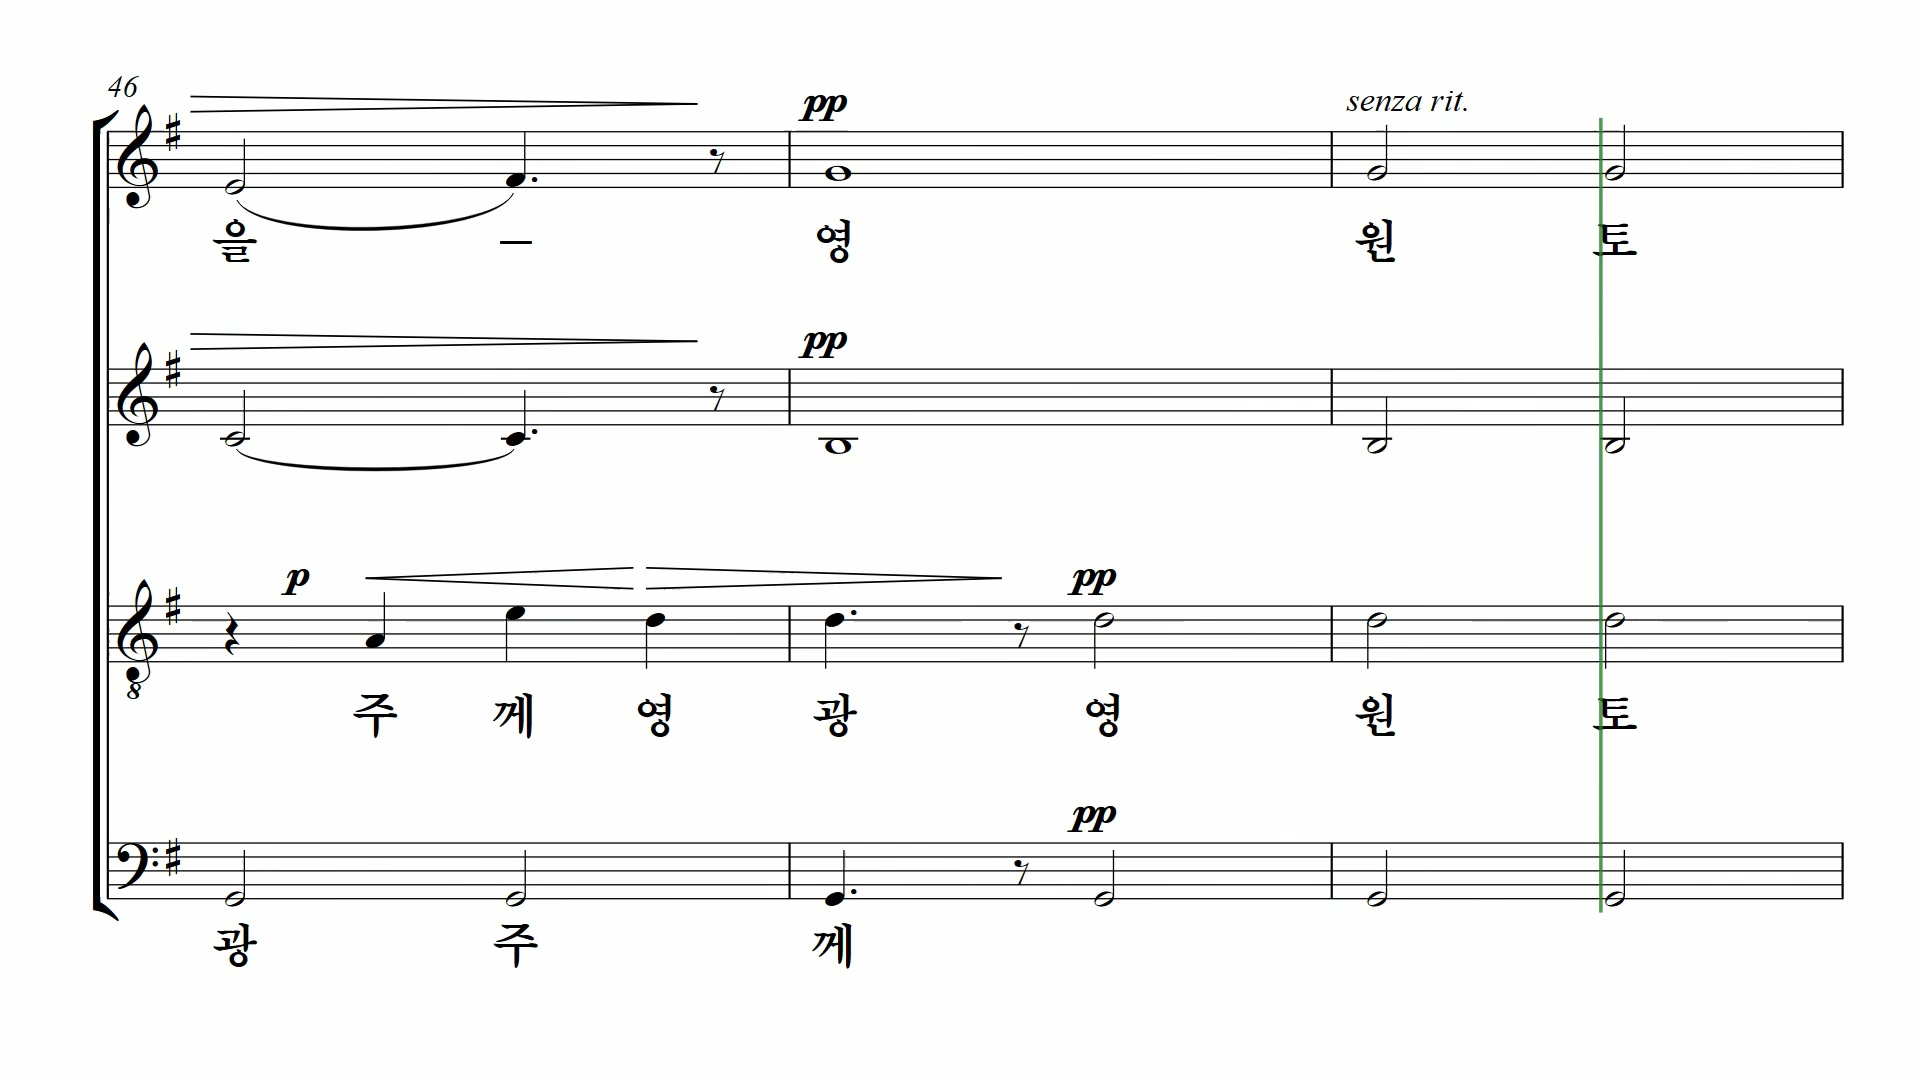 46
pp
senza rit.
을 – 영 원 토
pp
p
pp
8
주 께 영 광 영 원 토
pp
광 주 께